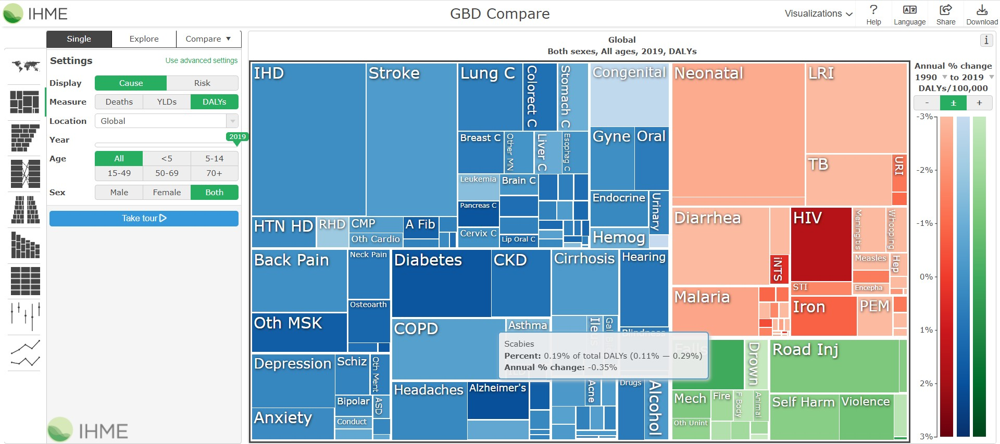 IHME
GBD Compare
Visualizations
?
Help
Language
Share
Download
Single
Explore
Compare ▼
Settings
Use advanced settings
Display
Cause
Risk
Measure
Deaths
YLDs
DALYs
Location
Global
Year
2019
Age
All
<5
5-14
15-49
50-69
70+
Sex
Male
Female
Both
Take tour
IHME
Global
Both sexes, All ages, 2019, DALYs
i
IHD
Stroke
Lung C
Colorect C
Stomach C
Congenital
Neonatal
LRI
Breast C
Other MN
Liver C
Esophag C
Gyne
Oral
TB
URI
Leukemia
Brain C
Pancreas C
Cervix C
Lip Oral C
Endocrine
Urinary
Hemog
HTN HD
RHD
CMP
Oth Cardio
A Fib
Diarrhea
iNTS
HIV
Meningitis
Whooping
Measles
Hep
STI
Encepha
Back Pain
Neck Pain
Diabetes
CKD
Cirrhosis
Hearing
Malaria
Iron
PEM
Oth MSK
Osteoarth
COPD
Asthma
Ileus
Gall Bile
Blindness
ILD
Scabies
Percent: 0.19% of total DALYs (0.11% — 0.29%)
Annual % change: -0.35%
Falls
Drown
Road Inj
Depression
Schiz
Oth Ment
Bipolar
ASD
Anxiety
Conduct
Headaches
Alzheimer's
Acne
Drugs
Alcohol
Mech
Fire
F Body
Animal
Oth Unint
Self Harm
Violence
Annual % change
1990 ▼ to 2019 ▼
DALYs/100,000
-
±
+
-3%
-2%
-1%
0%
1%
2%
3%